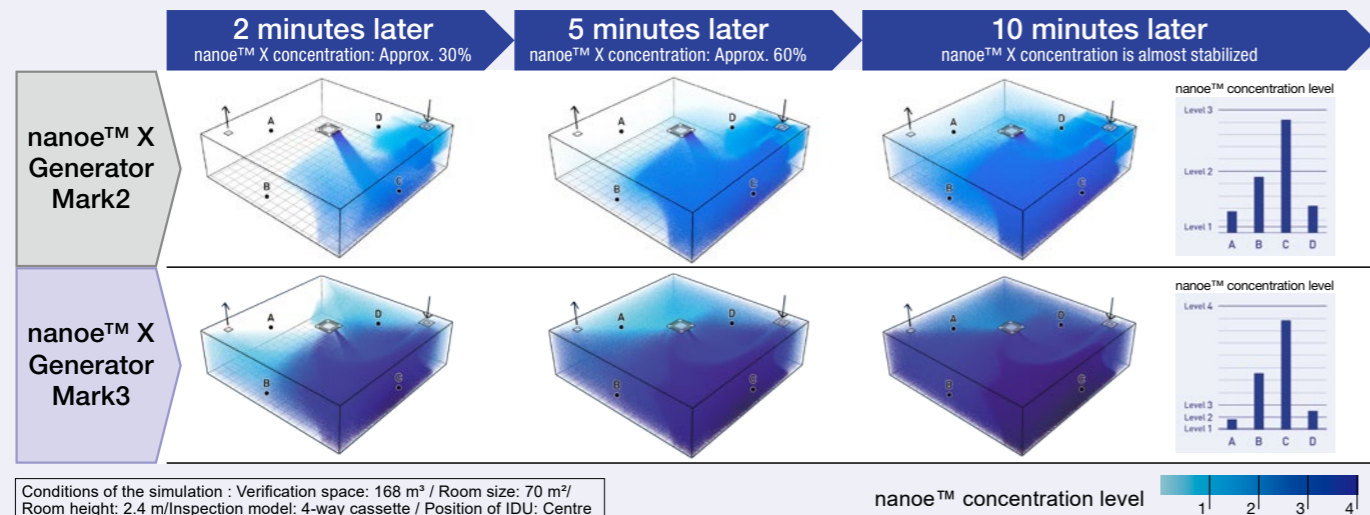 2 minutes later
nanoe™ X concentration: Approx. 30%
5 minutes later
nanoe™ X concentration: Approx. 60%
10 minutes later
nanoe™ X concentration is almost stabilized
nanoe™ X
Generator
Mark2
A
D
B
C
A
D
B
C
A
D
B
C
nanoe™ concentration level
Level 3
Level 2
Level 1
A B C D
nanoe™ X
Generator
Mark3
A
D
B
C
A
D
B
C
A
D
B
C
nanoe™ concentration level
Level 4
Level 3
Level 2
Level 1
A B C D
Conditions of the simulation : Verification space: 168 m³ / Room size: 70 m²/
Room height: 2.4 m/Inspection model: 4-way cassette / Position of IDU: Centre
nanoe™ concentration level
1 2 3 4